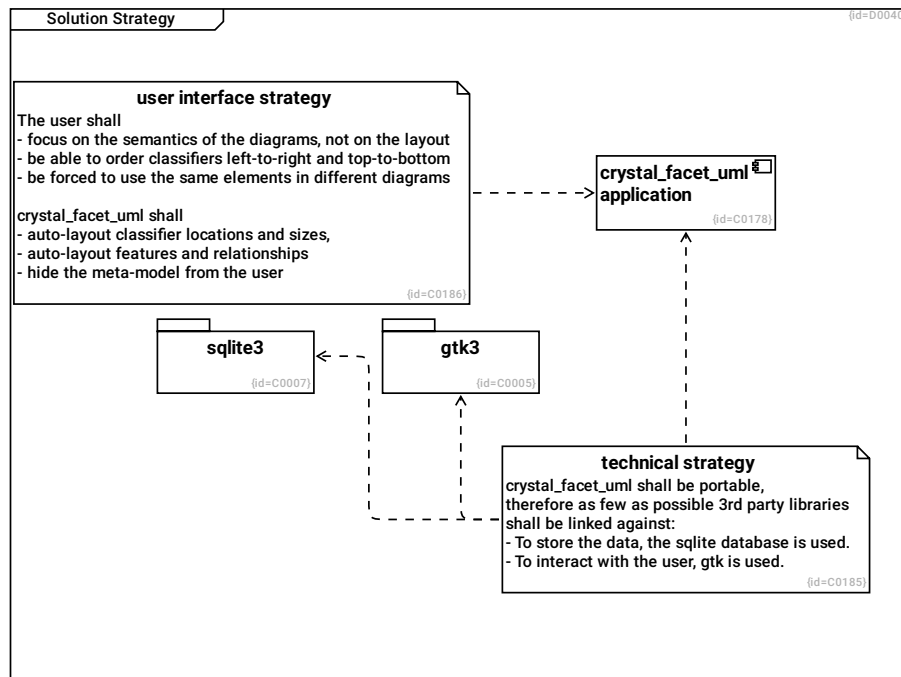 Solution Strategy
{id=D0040
user interface strategy
The user shall
- focus on the semantics of the diagrams, not on the layout
- be able to order classifiers left-to-right and top-to-bottom
- be forced to use the same elements in different diagrams
crystal_facet_uml shall
- auto-layout classifier locations and sizes,
- auto-layout features and relationships
- hide the meta-model from the user
{id=C0186}
crystal_facet_uml
application
{id=C0178}
sqlite3
{id=C0007}
gtk3
{id=C0005}
technical strategy
crystal_facet_uml shall be portable,
therefore as few as possible 3rd party libraries
shall be linked against:
- To store the data, the sqlite database is used.
- To interact with the user, gtk is used.
{id=C0185}